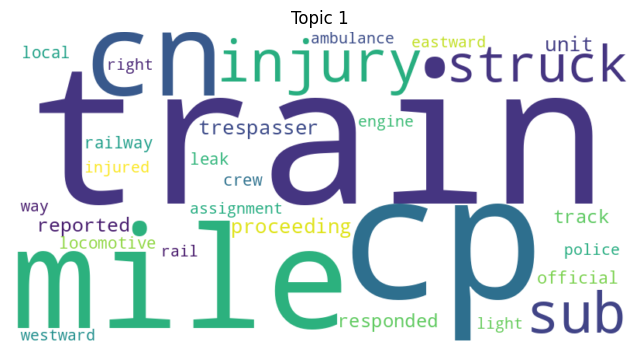 Topic 1
local
cn
right
injury
ambulance
eastward
struck
unit
train
railway
injured
trespasser
leak
crew
engine
assignment
way
reported
locomotive
rail
proceeding
mile
cp
track
police
official
sub
westward
responded
light